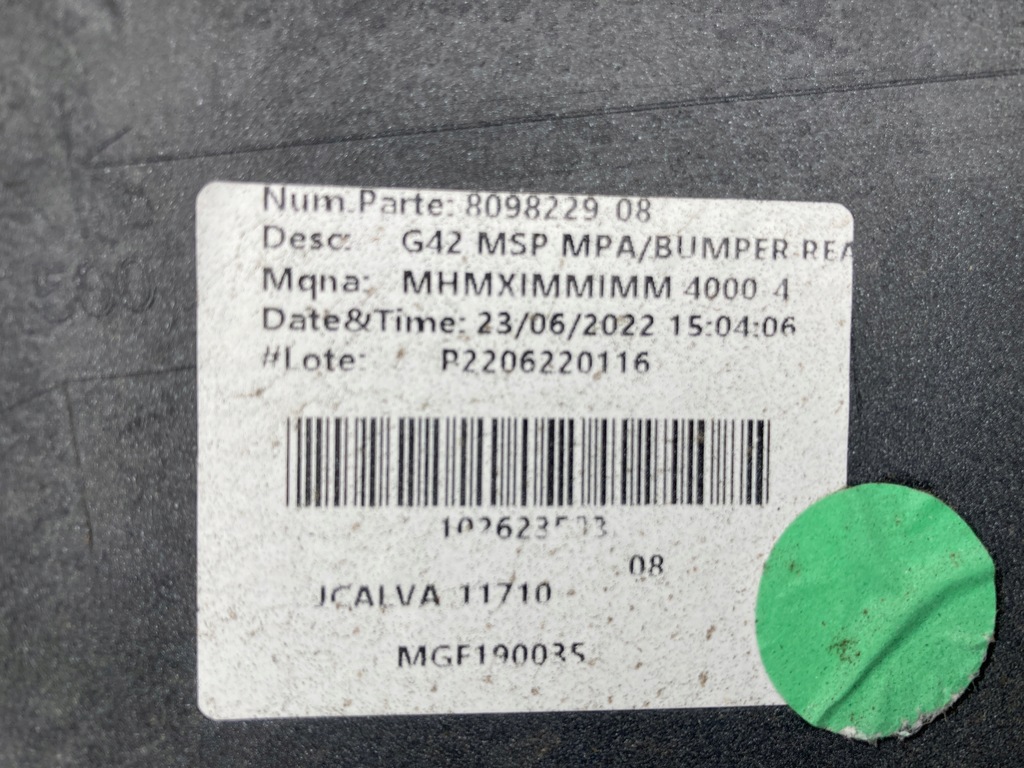 Num.Parte: 8098229 08
Desc: G42 MSP MPA/BUMPER REA
Mqna: MHMXIMMIMM 4000 4
Date&Time: 23/06/2022 15:04:06
#Lote: P2206220116
08
JCALVA 11710
MGF190035